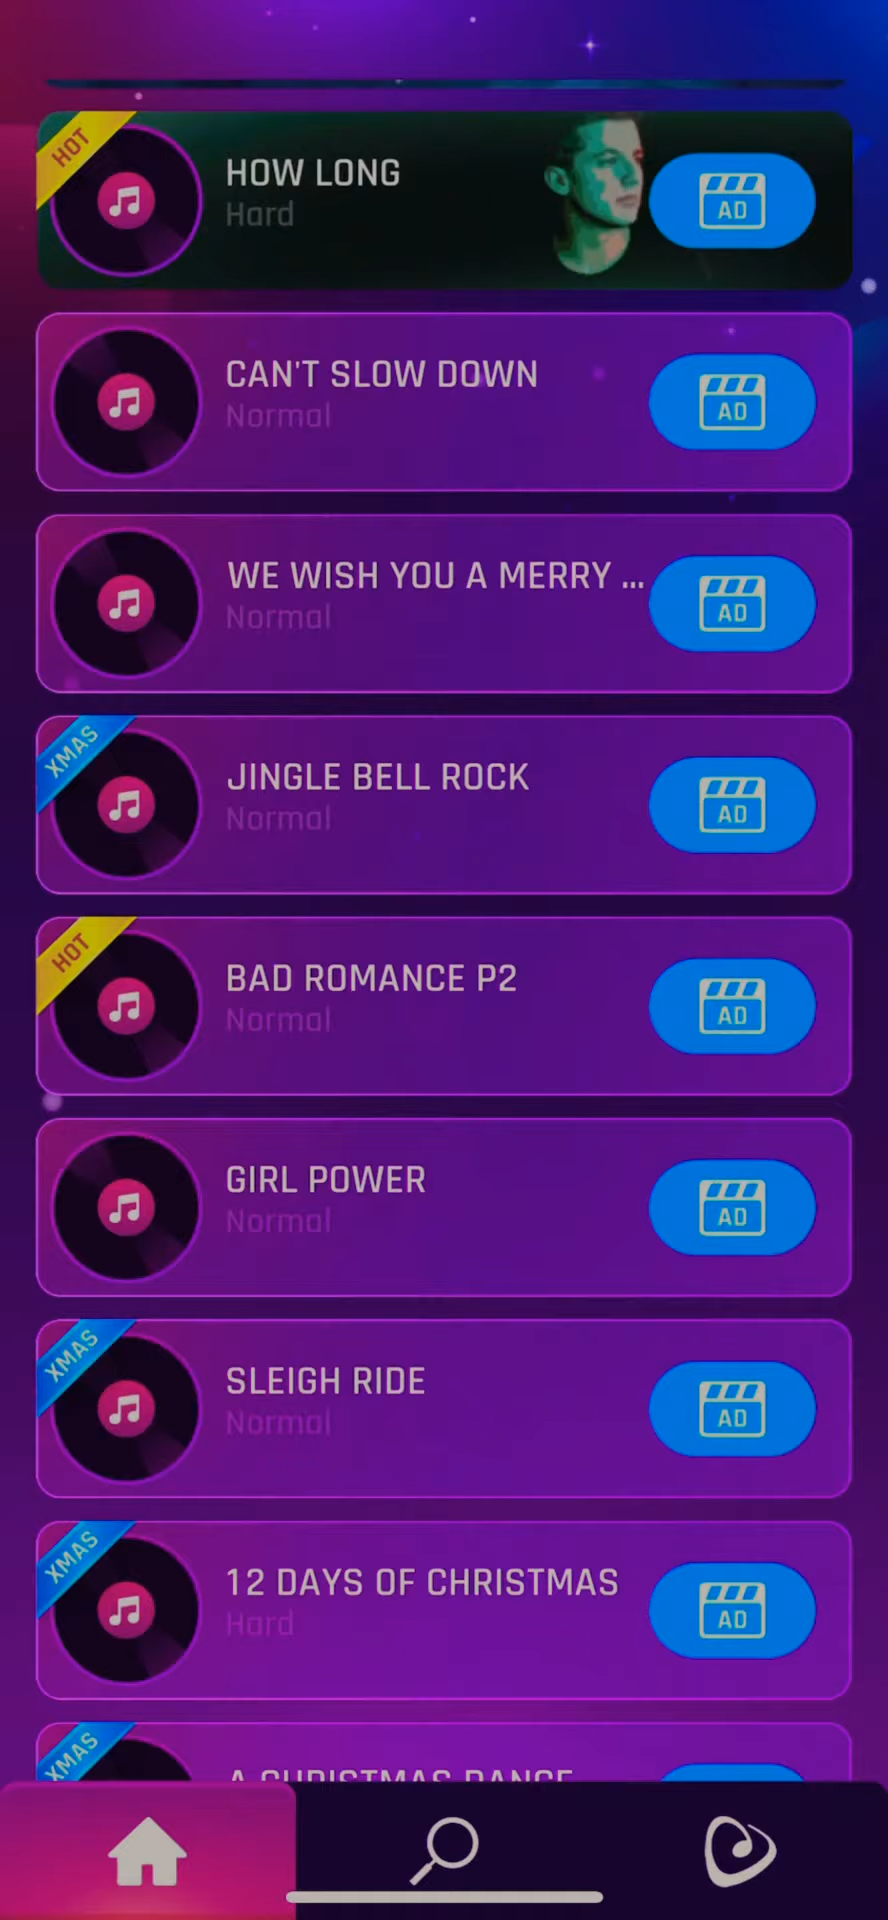 HOT
HOW LONG
Hard
AD
CAN'T SLOW DOWN
Normal
AD
WE WISH YOU A MERRY ...
Normal
AD
XMAS
JINGLE BELL ROCK
Normal
AD
HOT
BAD ROMANCE P2
Normal
AD
GIRL POWER
Normal
AD
XMAS
SLEIGH RIDE
Normal
AD
XMAS
12 DAYS OF CHRISTMAS
Hard
AD
XMAS
A CHRISTMAS DANCE